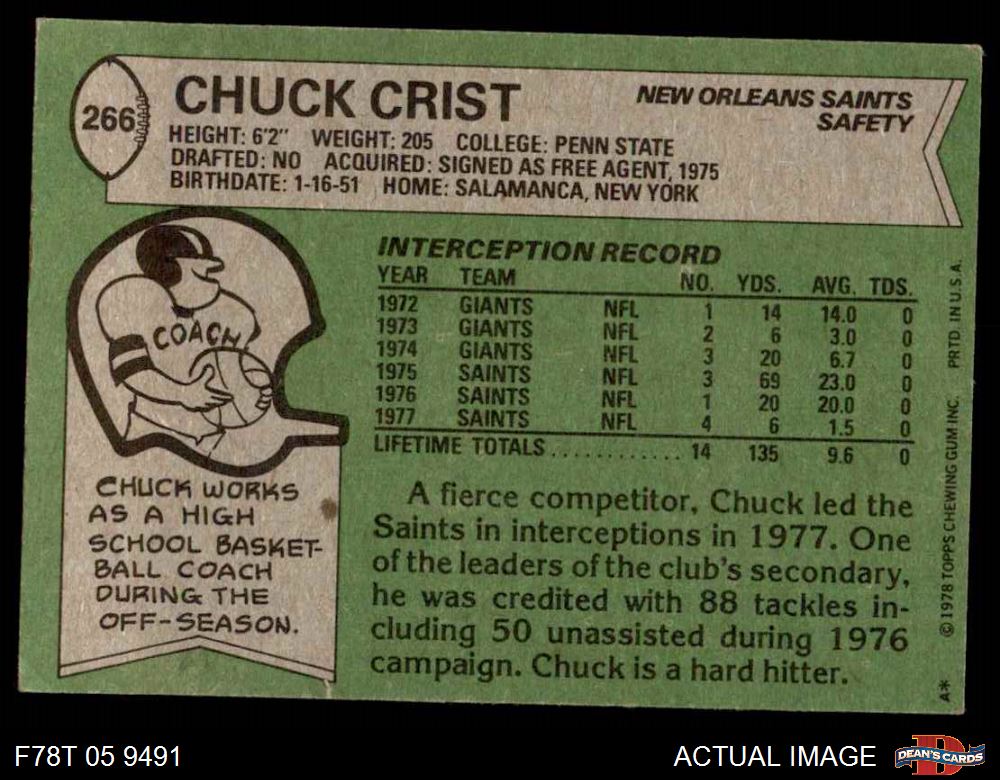 266
CHUCK CRIST
NEW ORLEANS SAINTS
SAFETY
HEIGHT: 6'2" WEIGHT: 205 COLLEGE: PENN STATE
DRAFTED: NO ACQUIRED: SIGNED AS FREE AGENT, 1975
BIRTHDATE: 1-16-51 HOME: SALAMANCA, NEW YORK
COACH
CHUCK WORKS
AS A HIGH
SCHOOL BASKET-
BALL COACH
DURING THE
OFF-SEASON.
INTERCEPTION RECORD
YEAR TEAM NO. YDS. AVG. TDS.
1972 GIANTS NFL 1 14 14.0 0
1973 GIANTS NFL 2 6 3.0 0
1974 GIANTS NFL 3 20 6.7 0
1975 SAINTS NFL 3 69 23.0 0
1976 SAINTS NFL 1 20 20.0 0
1977 SAINTS NFL 4 6 1.5 0
LIFETIME TOTALS............ 14 135 9.6 0
A fierce competitor, Chuck led the
Saints in interceptions in 1977. One
of the leaders of the club's secondary,
he was credited with 88 tackles in-
cluding 50 unassisted during 1976
campaign. Chuck is a hard hitter.
A* © 1978 TOPPS CHEWING GUM INC. PRTD. IN U.S.A.
F78T 05 9491
ACTUAL IMAGE
D
DEAN'S CARDS